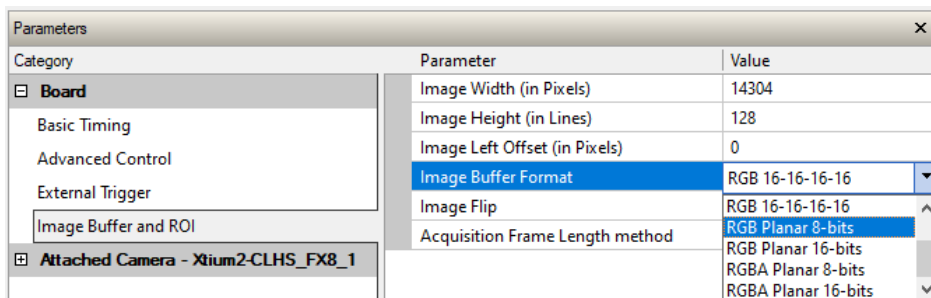 Parameters
Category Parameter Value
Board Image Width (in Pixels) 14304
Basic Timing Image Height (in Lines) 128
Advanced Control Image Left Offset (in Pixels) 0
External Trigger Image Buffer Format RGB 16-16-16-16
Image Buffer and ROI Image Flip RGB 16-16-16-16
Acquisition Frame Length method RGB Planar 8-bits
Attached Camera - Xtium2-CLHS_FX8_1 RGB Planar 16-bits
RGBA Planar 8-bits
RGBA Planar 16-bits